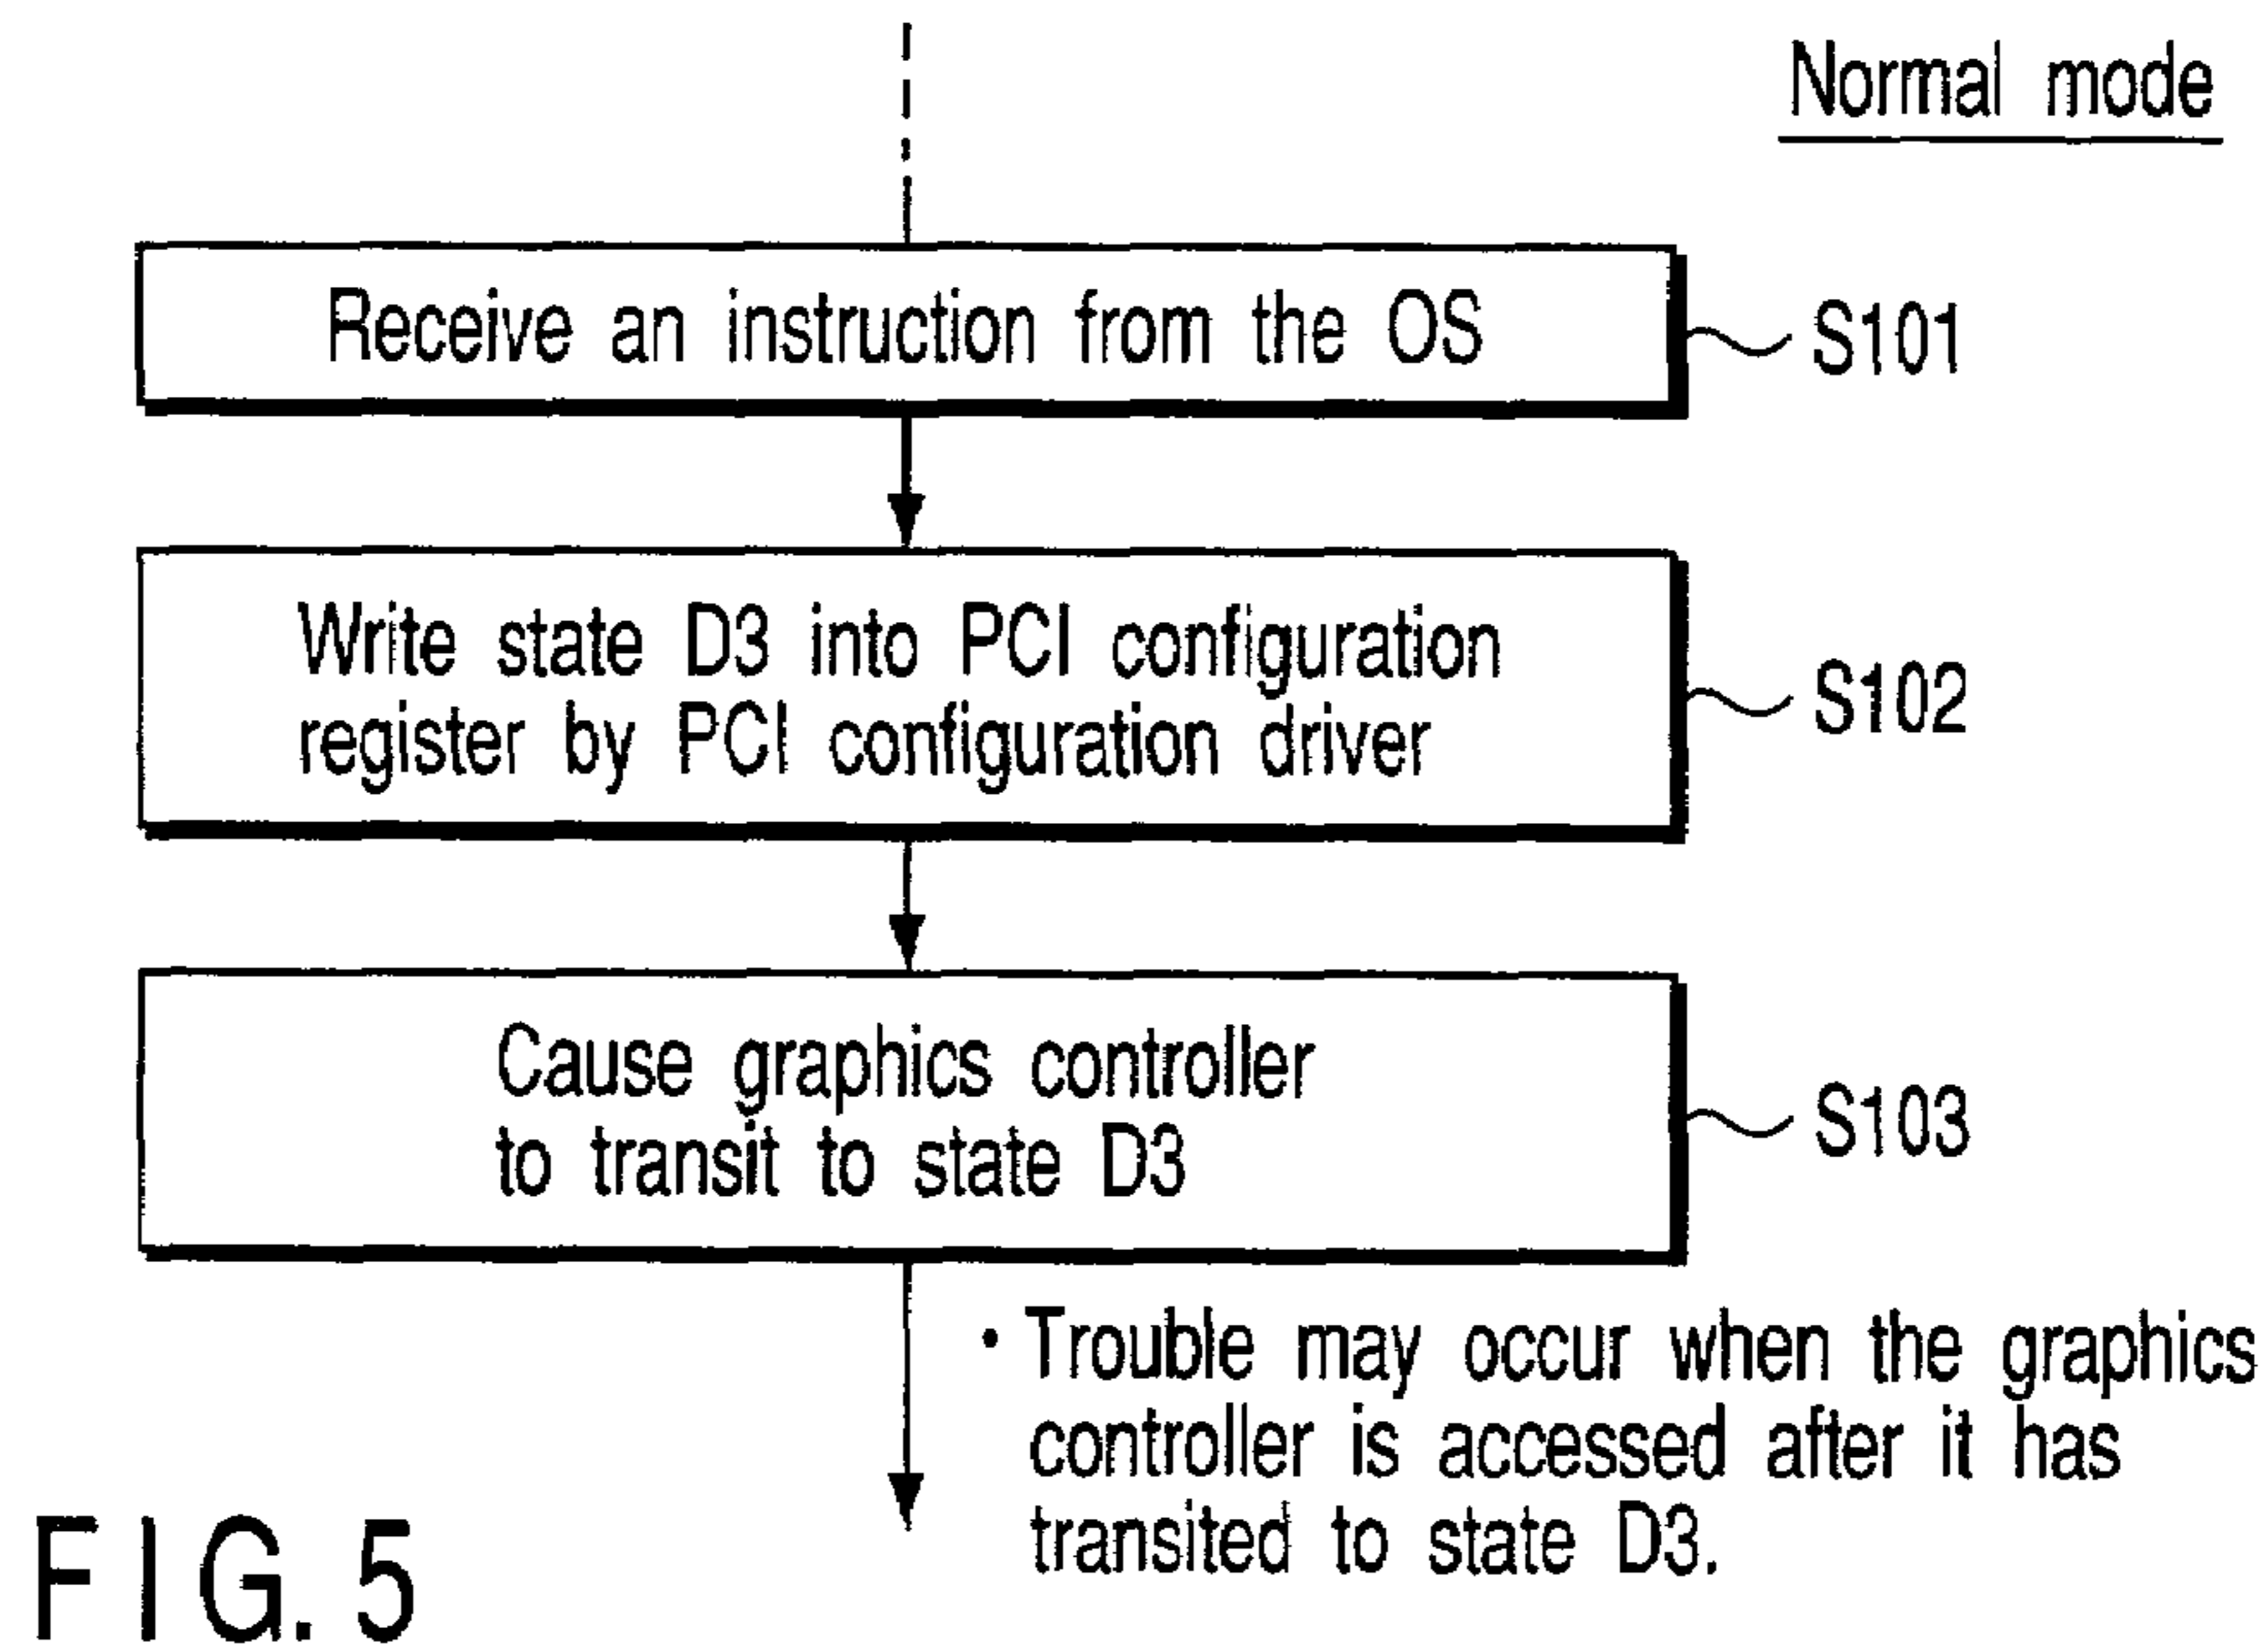 Normal mode
Receive an instruction from the OS
S101
Write state D3 into PCI configuration
register by PCI configuration driver
S102
Cause graphics controller
to transit to state D3
S103
• Trouble may occur when the graphics
controller is accessed after it has
transited to state D3.
FIG. 5